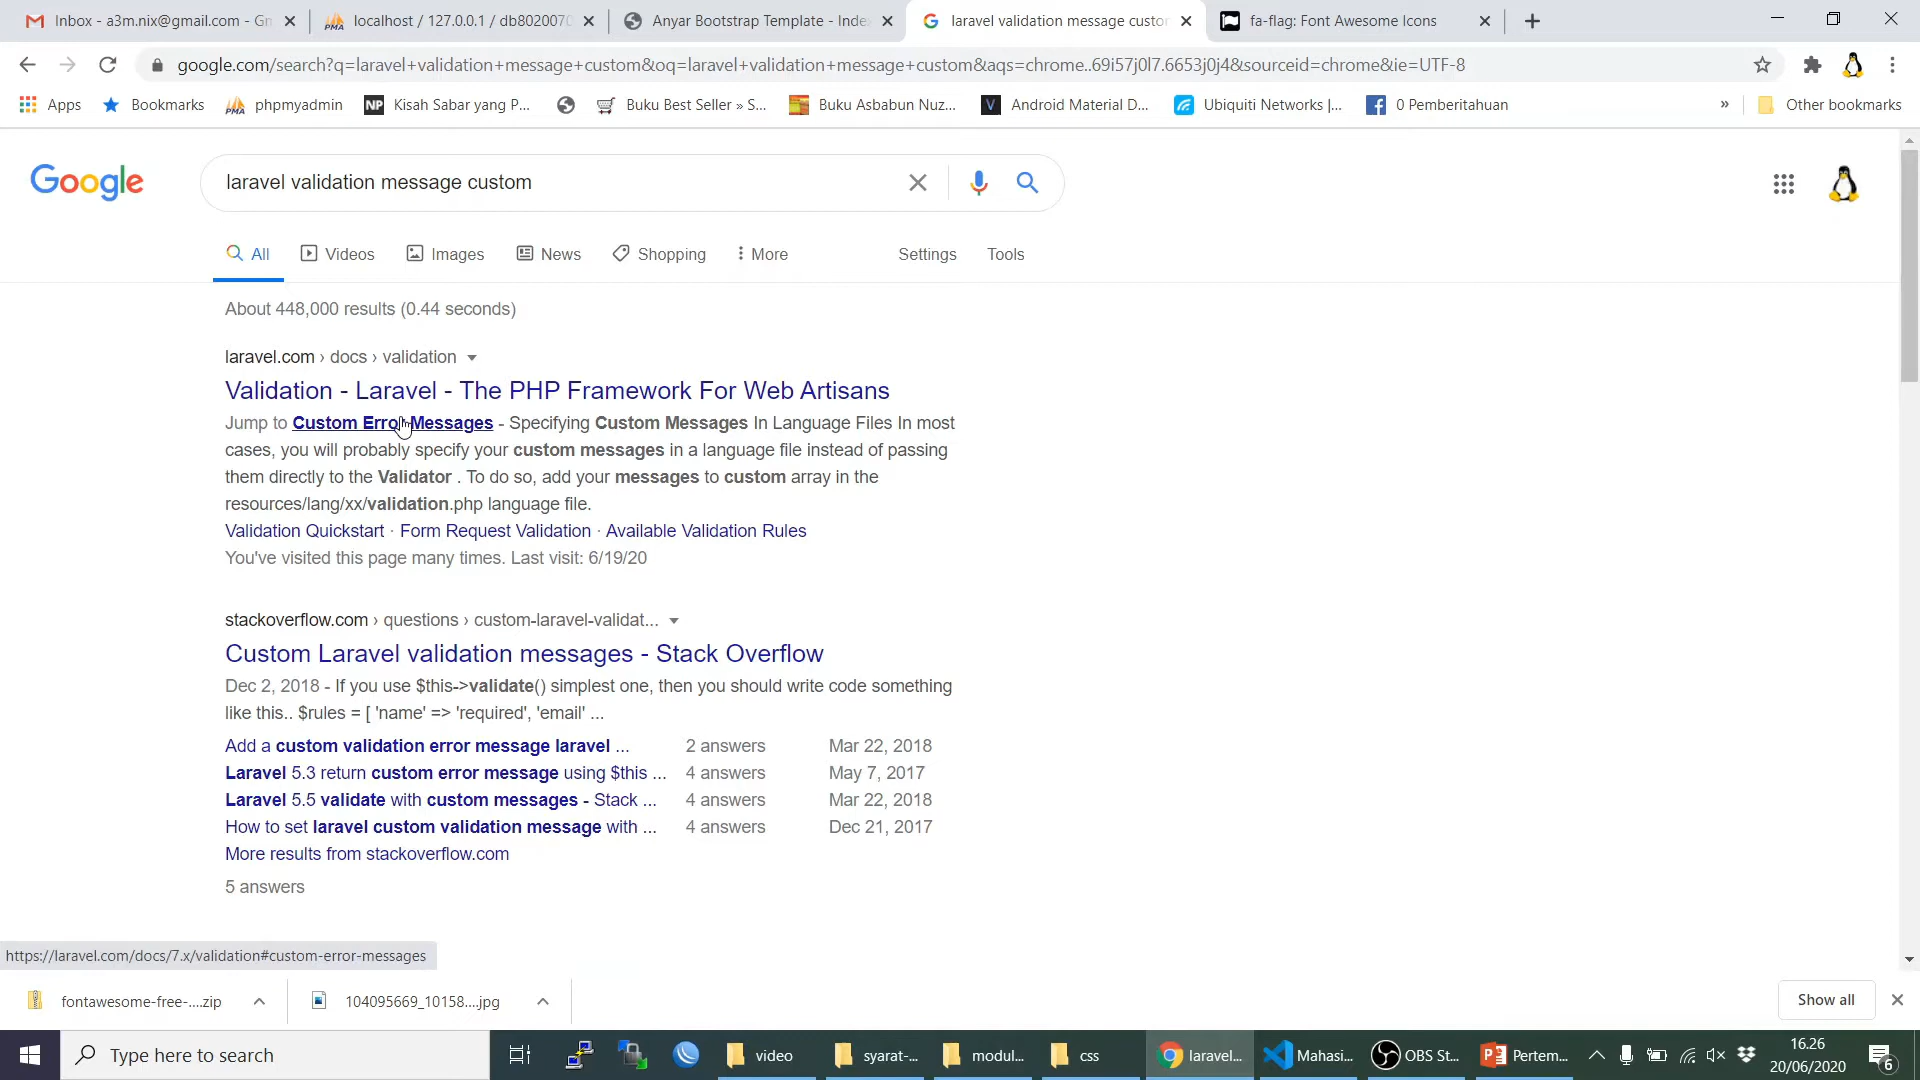 Inbox - a3m.nix@gmail.com - Gm
localhost / 127.0.0.1 / db8020070
Anyar Bootstrap Template - Index
laravel validation message custom
fa-flag: Font Awesome Icons
google.com/search?q=laravel+validation+message+custom&oq=laravel+validation+message+custom&aqs=chrome..69i57j0l7.6653j0j4&sourceid=chrome&ie=UTF-8
Apps
Bookmarks
phpmyadmin
NP Kisah Sabar yang P...
Buku Best Seller » S...
Buku Asbabun Nuz...
V Android Material D...
Ubiquiti Networks |...
0 Pemberitahuan
»
Other bookmarks
Google
laravel validation message custom
All
Videos
Images
News
Shopping
More
Settings
Tools
About 448,000 results (0.44 seconds)
laravel.com › docs › validation
Validation - Laravel - The PHP Framework For Web Artisans
Jump to Custom Error Messages - Specifying Custom Messages In Language Files In most
cases, you will probably specify your custom messages in a language file instead of passing
them directly to the Validator . To do so, add your messages to custom array in the
resources/lang/xx/validation.php language file.
Validation Quickstart · Form Request Validation · Available Validation Rules
You've visited this page many times. Last visit: 6/19/20
stackoverflow.com › questions › custom-laravel-validat...
Custom Laravel validation messages - Stack Overflow
Dec 2, 2018 - If you use $this->validate() simplest one, then you should write code something
like this.. $rules = [ 'name' => 'required', 'email' ...
Add a custom validation error message laravel ... 2 answers Mar 22, 2018
Laravel 5.3 return custom error message using $this ... 4 answers May 7, 2017
Laravel 5.5 validate with custom messages - Stack ... 4 answers Mar 22, 2018
How to set laravel custom validation message with ... 4 answers Dec 21, 2017
More results from stackoverflow.com
5 answers
https://laravel.com/docs/7.x/validation#custom-error-messages
fontawesome-free-....zip
104095669_10158....jpg
Show all
Type here to search
video
syarat-...
modul...
css
laravel...
Mahasi...
OBS St...
Pertem...
16.26
20/06/2020
6